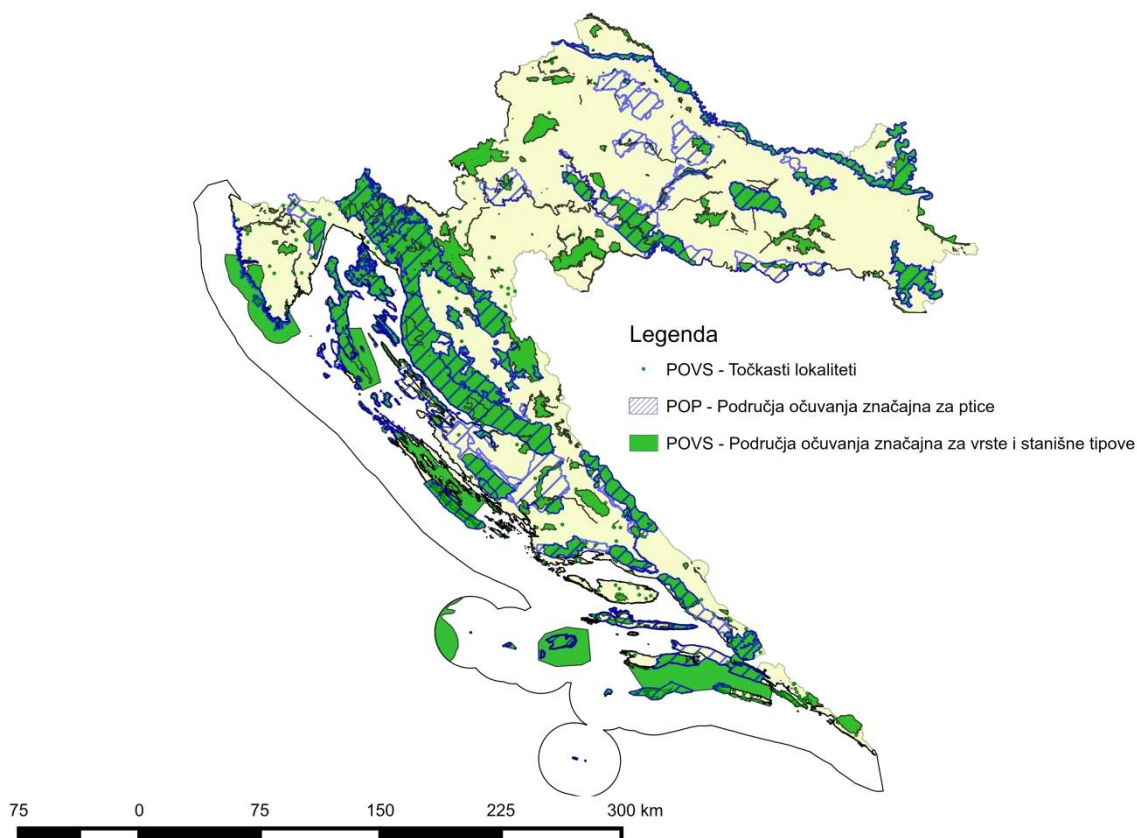 Legenda
POVS - Točkasti lokaliteti
POP - Područja očuvanja značajna za ptice
POVS - Područja očuvanja značajna za vrste i stanišne tipove
75 0 75 150 225 300 km